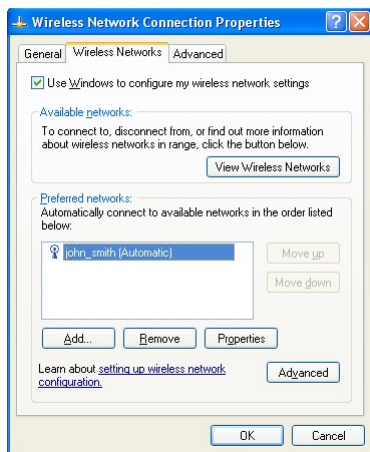 Wireless Network Connection Properties
General Wireless Networks Advanced
Use Windows to configure my wireless network settings
Available networks:
To connect to, disconnect from, or find out more information
about wireless networks in range, click the button below.
View Wireless Networks
Preferred networks:
Automatically connect to available networks in the order listed
below:
john_smith (Automatic)
Move up
Move down
Add... Remove Properties
Learn about setting up wireless network
configuration.
Advanced
OK Cancel